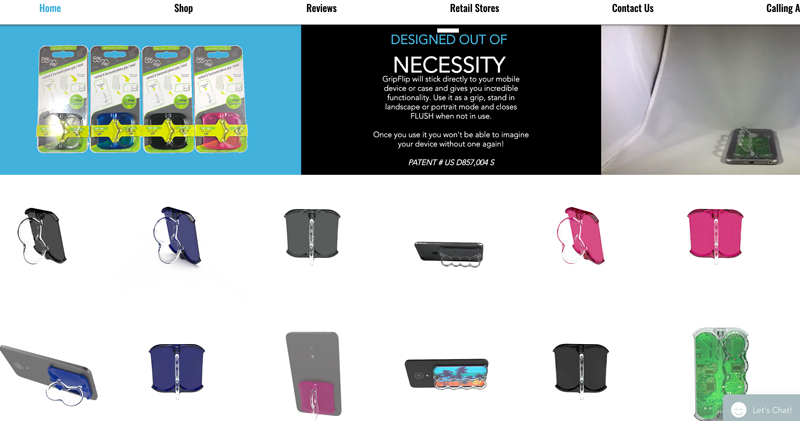 Home
Shop
Reviews
Retail Stores
Contact Us
Calling A
DESIGNED OUT OF
NECESSITY
GripFlip will stick directly to your mobile
device or case and gives you incredible
functionality. Use it as a grip, stand in
landscape or portrait mode and closes
FLUSH when not in use.
Once you use it you won't be able to imagine
your device without one again!
PATENT # US D857,004 S
Let's Chat!